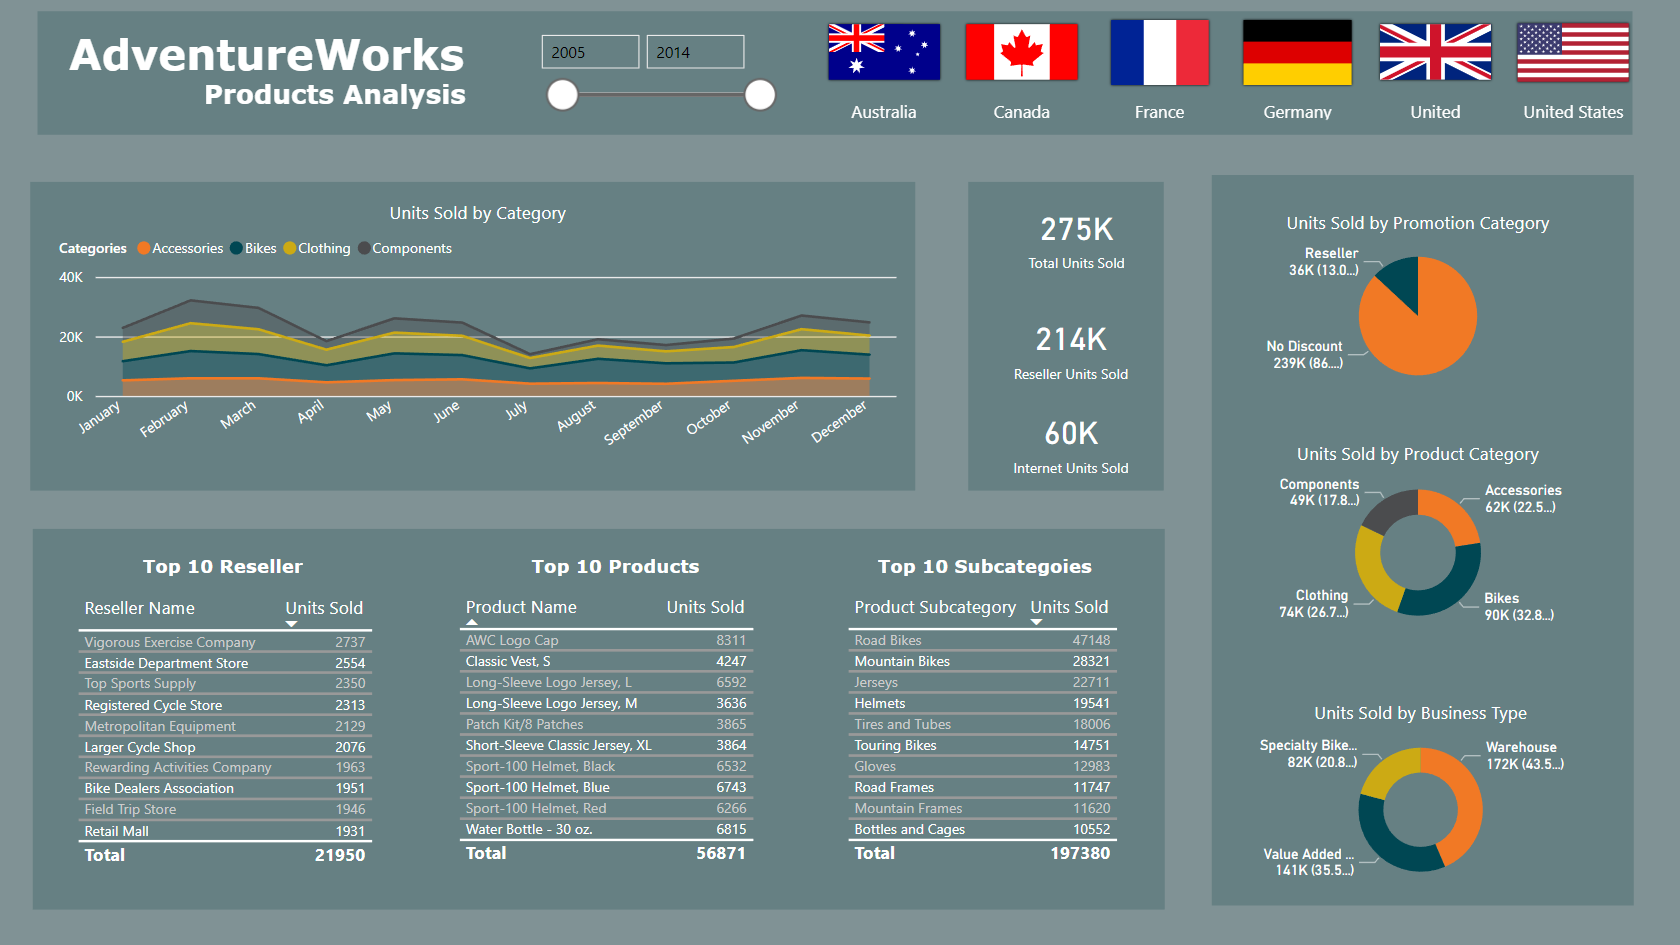 AdventureWorks
Products Analysis
2005 2014
Australia Canada France Germany United United States
Units Sold by Category
Categories Accessories Bikes Clothing Components
40K
20K
0K
January February March April May June July August September October November December
275K
Total Units Sold
214K
Reseller Units Sold
60K
Internet Units Sold
Units Sold by Promotion Category
Reseller
36K (13.0...)
No Discount
239K (86....)
Units Sold by Product Category
Components
49K (17.8...)
Accessories
62K (22.5...)
Clothing
74K (26.7...)
Bikes
90K (32.8...)
Units Sold by Business Type
Specialty Bike...
82K (20.8...)
Warehouse
172K (43.5...)
Value Added ...
141K (35.5...)
Top 10 Reseller
Reseller Name Units Sold
Vigorous Exercise Company 2737
Eastside Department Store 2554
Top Sports Supply 2350
Registered Cycle Store 2313
Metropolitan Equipment 2129
Larger Cycle Shop 2076
Rewarding Activities Company 1963
Bike Dealers Association 1951
Field Trip Store 1946
Retail Mall 1931
Total 21950
Top 10 Products
Product Name Units Sold
AWC Logo Cap 8311
Classic Vest, S 4247
Long-Sleeve Logo Jersey, L 6592
Long-Sleeve Logo Jersey, M 3636
Patch Kit/8 Patches 3865
Short-Sleeve Classic Jersey, XL 3864
Sport-100 Helmet, Black 6532
Sport-100 Helmet, Blue 6743
Sport-100 Helmet, Red 6266
Water Bottle - 30 oz. 6815
Total 56871
Top 10 Subcategoies
Product Subcategory Units Sold
Road Bikes 47148
Mountain Bikes 28321
Jerseys 22711
Helmets 19541
Tires and Tubes 18006
Touring Bikes 14751
Gloves 12983
Road Frames 11747
Mountain Frames 11620
Bottles and Cages 10552
Total 197380